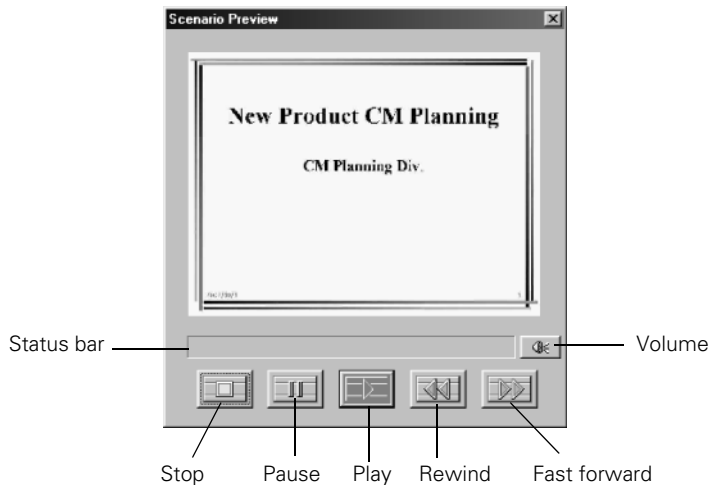 Scenario Preview
New Product CM Planning
CM Planning Div.
Status bar
Volume
Stop Pause Play Rewind Fast forward